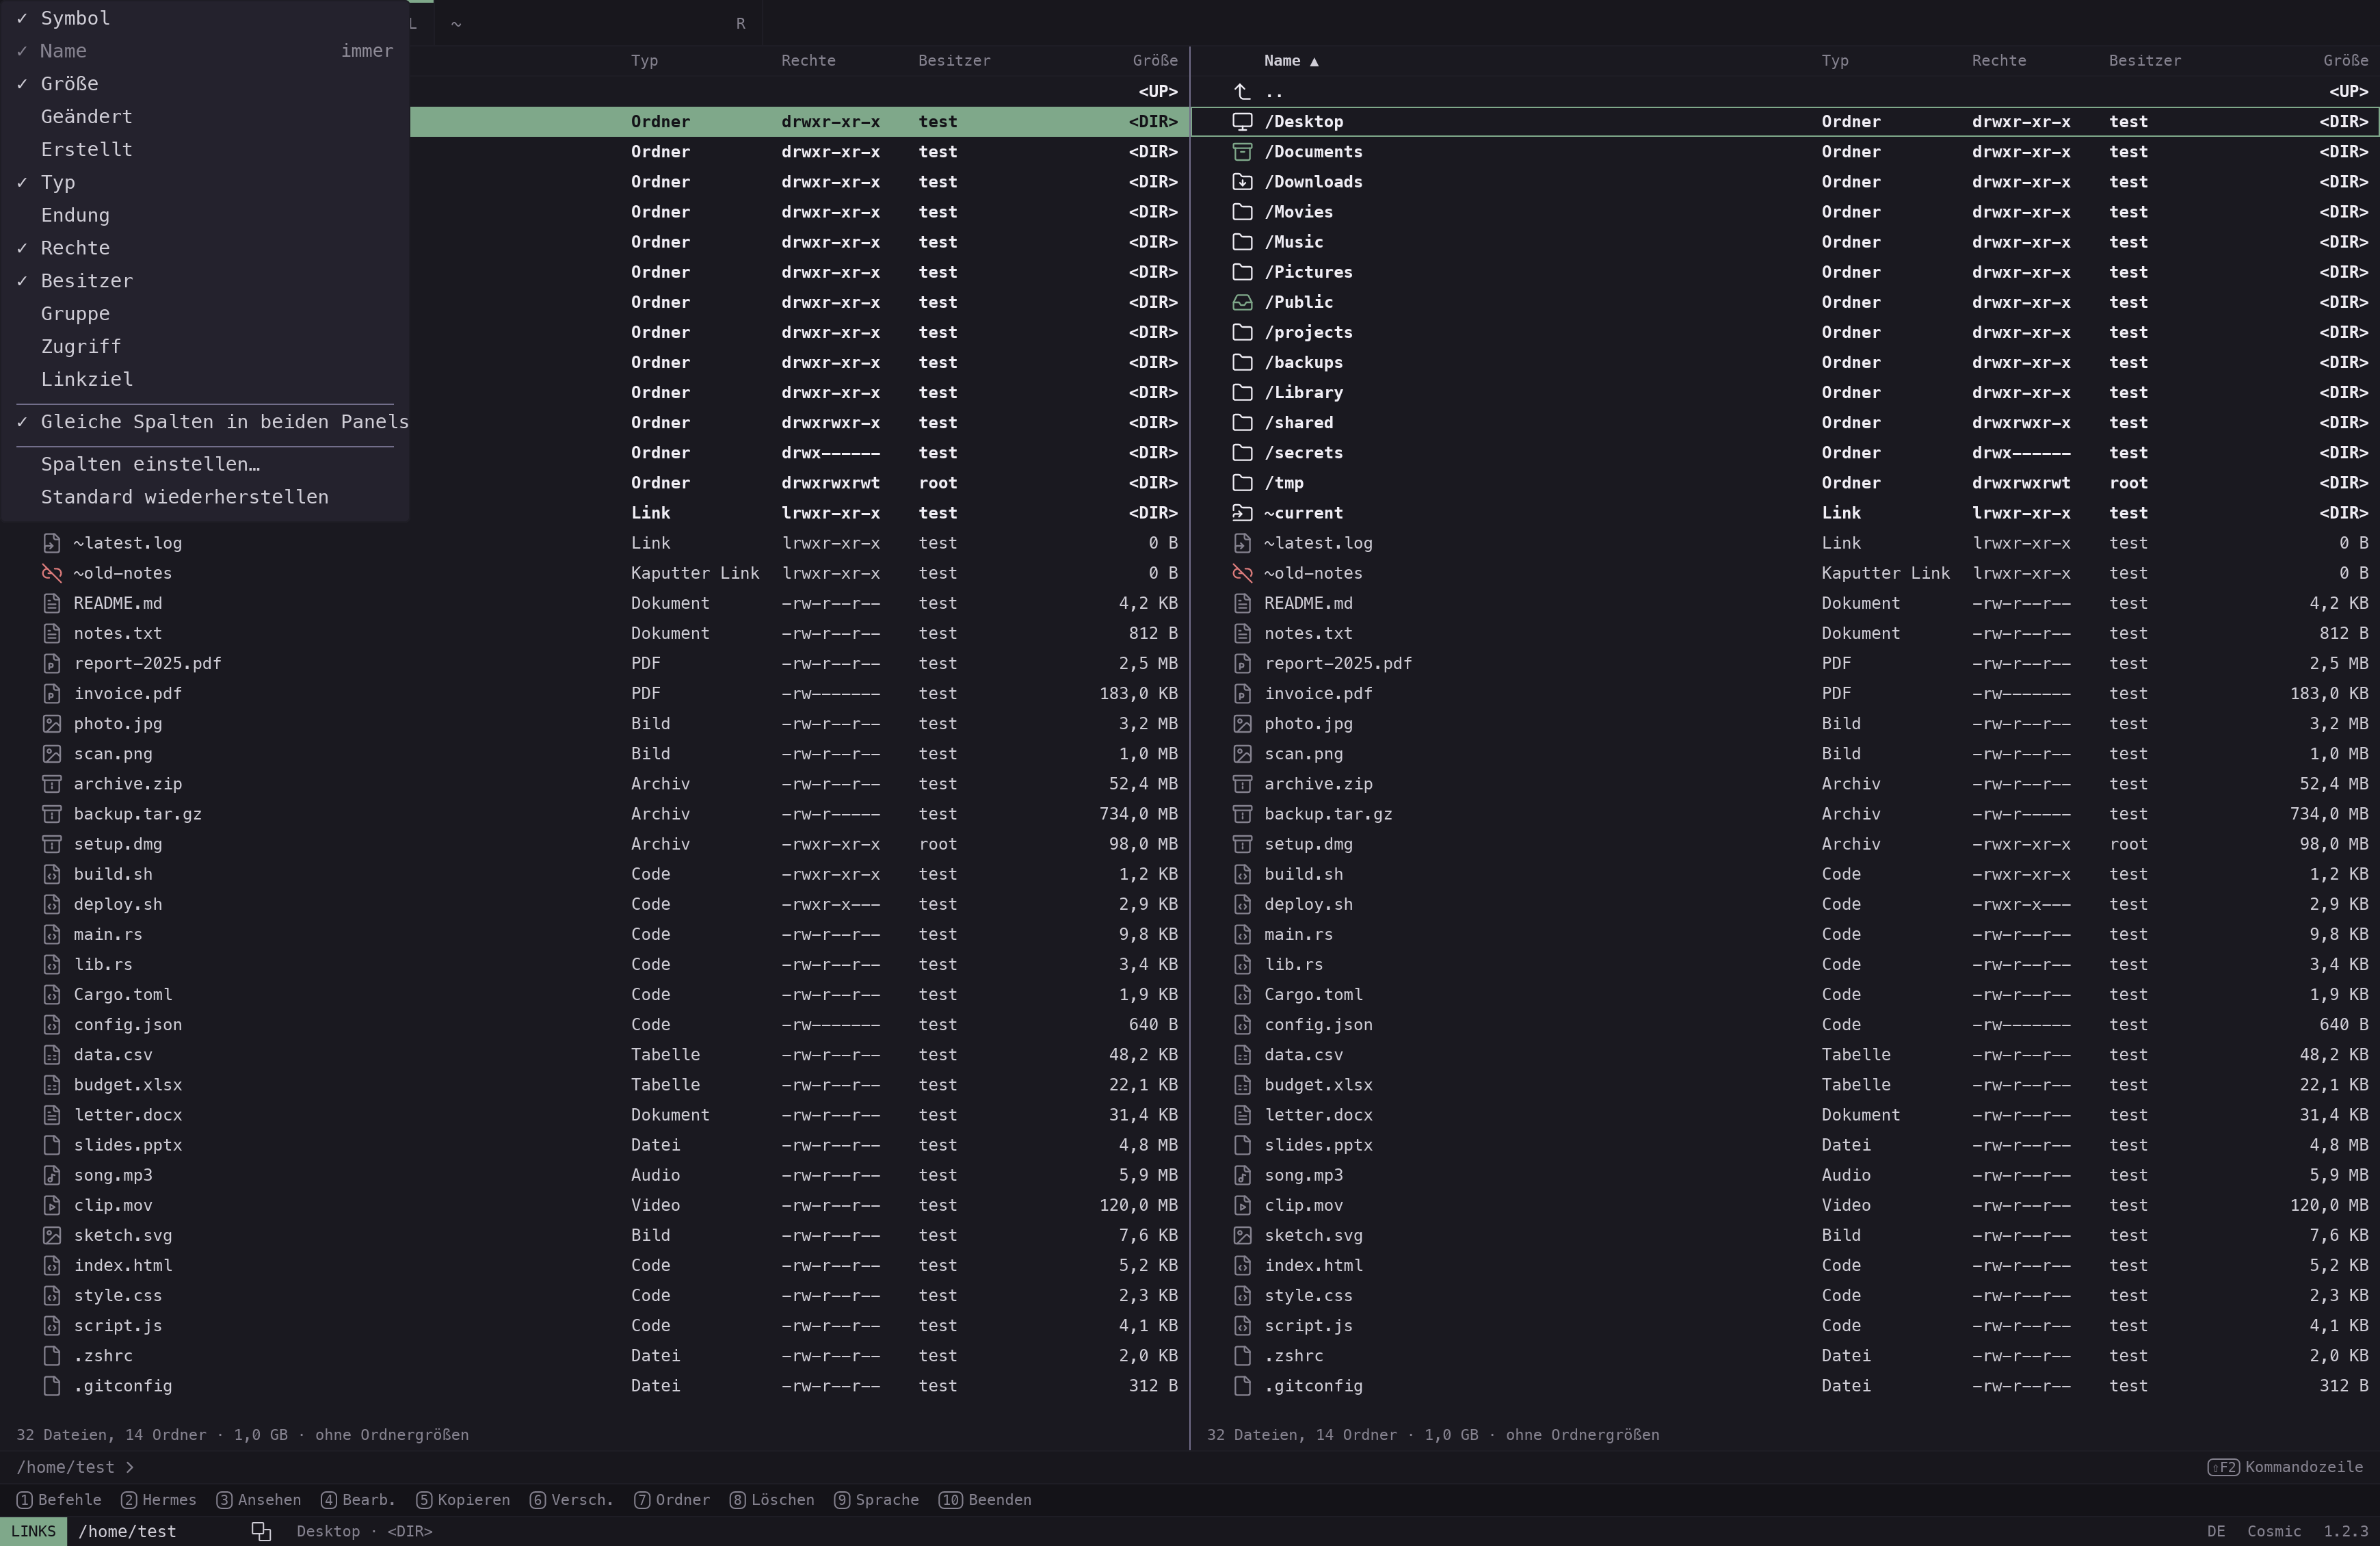 ✓ Symbol
✓ Name immer
✓ Größe
Geändert
Erstellt
✓ Typ
Endung
✓ Rechte
✓ Besitzer
Gruppe
Zugriff
Linkziel
✓ Gleiche Spalten in beiden Panels
Spalten einstellen…
Standard wiederherstellen
L ~ R
Typ Rechte Besitzer Größe
<UP>
Ordner drwxr-xr-x test <DIR>
Ordner drwxr-xr-x test <DIR>
Ordner drwxr-xr-x test <DIR>
Ordner drwxr-xr-x test <DIR>
Ordner drwxr-xr-x test <DIR>
Ordner drwxr-xr-x test <DIR>
Ordner drwxr-xr-x test <DIR>
Ordner drwxr-xr-x test <DIR>
Ordner drwxr-xr-x test <DIR>
Ordner drwxr-xr-x test <DIR>
Ordner drwxrwxr-x test <DIR>
Ordner drwx------ test <DIR>
Ordner drwxrwxrwt root <DIR>
Link lrwxr-xr-x test <DIR>
~latest.log Link lrwxr-xr-x test 0 B
~old-notes Kaputter Link lrwxr-xr-x test 0 B
README.md Dokument -rw-r--r-- test 4,2 KB
notes.txt Dokument -rw-r--r-- test 812 B
report-2025.pdf PDF -rw-r--r-- test 2,5 MB
invoice.pdf PDF -rw------- test 183,0 KB
photo.jpg Bild -rw-r--r-- test 3,2 MB
scan.png Bild -rw-r--r-- test 1,0 MB
archive.zip Archiv -rw-r--r-- test 52,4 MB
backup.tar.gz Archiv -rw-r----- test 734,0 MB
setup.dmg Archiv -rwxr-xr-x root 98,0 MB
build.sh Code -rwxr-xr-x test 1,2 KB
deploy.sh Code -rwxr-x--- test 2,9 KB
main.rs Code -rw-r--r-- test 9,8 KB
lib.rs Code -rw-r--r-- test 3,4 KB
Cargo.toml Code -rw-r--r-- test 1,9 KB
config.json Code -rw------- test 640 B
data.csv Tabelle -rw-r--r-- test 48,2 KB
budget.xlsx Tabelle -rw-r--r-- test 22,1 KB
letter.docx Dokument -rw-r--r-- test 31,4 KB
slides.pptx Datei -rw-r--r-- test 4,8 MB
song.mp3 Audio -rw-r--r-- test 5,9 MB
clip.mov Video -rw-r--r-- test 120,0 MB
sketch.svg Bild -rw-r--r-- test 7,6 KB
index.html Code -rw-r--r-- test 5,2 KB
style.css Code -rw-r--r-- test 2,3 KB
script.js Code -rw-r--r-- test 4,1 KB
.zshrc Datei -rw-r--r-- test 2,0 KB
.gitconfig Datei -rw-r--r-- test 312 B
32 Dateien, 14 Ordner · 1,0 GB · ohne Ordnergrößen
Name ▲ Typ Rechte Besitzer Größe
.. <UP>
/Desktop Ordner drwxr-xr-x test <DIR>
/Documents Ordner drwxr-xr-x test <DIR>
/Downloads Ordner drwxr-xr-x test <DIR>
/Movies Ordner drwxr-xr-x test <DIR>
/Music Ordner drwxr-xr-x test <DIR>
/Pictures Ordner drwxr-xr-x test <DIR>
/Public Ordner drwxr-xr-x test <DIR>
/projects Ordner drwxr-xr-x test <DIR>
/backups Ordner drwxr-xr-x test <DIR>
/Library Ordner drwxr-xr-x test <DIR>
/shared Ordner drwxrwxr-x test <DIR>
/secrets Ordner drwx------ test <DIR>
/tmp Ordner drwxrwxrwt root <DIR>
~current Link lrwxr-xr-x test <DIR>
~latest.log Link lrwxr-xr-x test 0 B
~old-notes Kaputter Link lrwxr-xr-x test 0 B
README.md Dokument -rw-r--r-- test 4,2 KB
notes.txt Dokument -rw-r--r-- test 812 B
report-2025.pdf PDF -rw-r--r-- test 2,5 MB
invoice.pdf PDF -rw------- test 183,0 KB
photo.jpg Bild -rw-r--r-- test 3,2 MB
scan.png Bild -rw-r--r-- test 1,0 MB
archive.zip Archiv -rw-r--r-- test 52,4 MB
backup.tar.gz Archiv -rw-r----- test 734,0 MB
setup.dmg Archiv -rwxr-xr-x root 98,0 MB
build.sh Code -rwxr-xr-x test 1,2 KB
deploy.sh Code -rwxr-x--- test 2,9 KB
main.rs Code -rw-r--r-- test 9,8 KB
lib.rs Code -rw-r--r-- test 3,4 KB
Cargo.toml Code -rw-r--r-- test 1,9 KB
config.json Code -rw------- test 640 B
data.csv Tabelle -rw-r--r-- test 48,2 KB
budget.xlsx Tabelle -rw-r--r-- test 22,1 KB
letter.docx Dokument -rw-r--r-- test 31,4 KB
slides.pptx Datei -rw-r--r-- test 4,8 MB
song.mp3 Audio -rw-r--r-- test 5,9 MB
clip.mov Video -rw-r--r-- test 120,0 MB
sketch.svg Bild -rw-r--r-- test 7,6 KB
index.html Code -rw-r--r-- test 5,2 KB
style.css Code -rw-r--r-- test 2,3 KB
script.js Code -rw-r--r-- test 4,1 KB
.zshrc Datei -rw-r--r-- test 2,0 KB
.gitconfig Datei -rw-r--r-- test 312 B
32 Dateien, 14 Ordner · 1,0 GB · ohne Ordnergrößen
/home/test > ⇧F2 Kommandozeile
1 Befehle 2 Hermes 3 Ansehen 4 Bearb. 5 Kopieren 6 Versch. 7 Ordner 8 Löschen 9 Sprache 10 Beenden
LINKS /home/test Desktop · <DIR> DE Cosmic 1.2.3